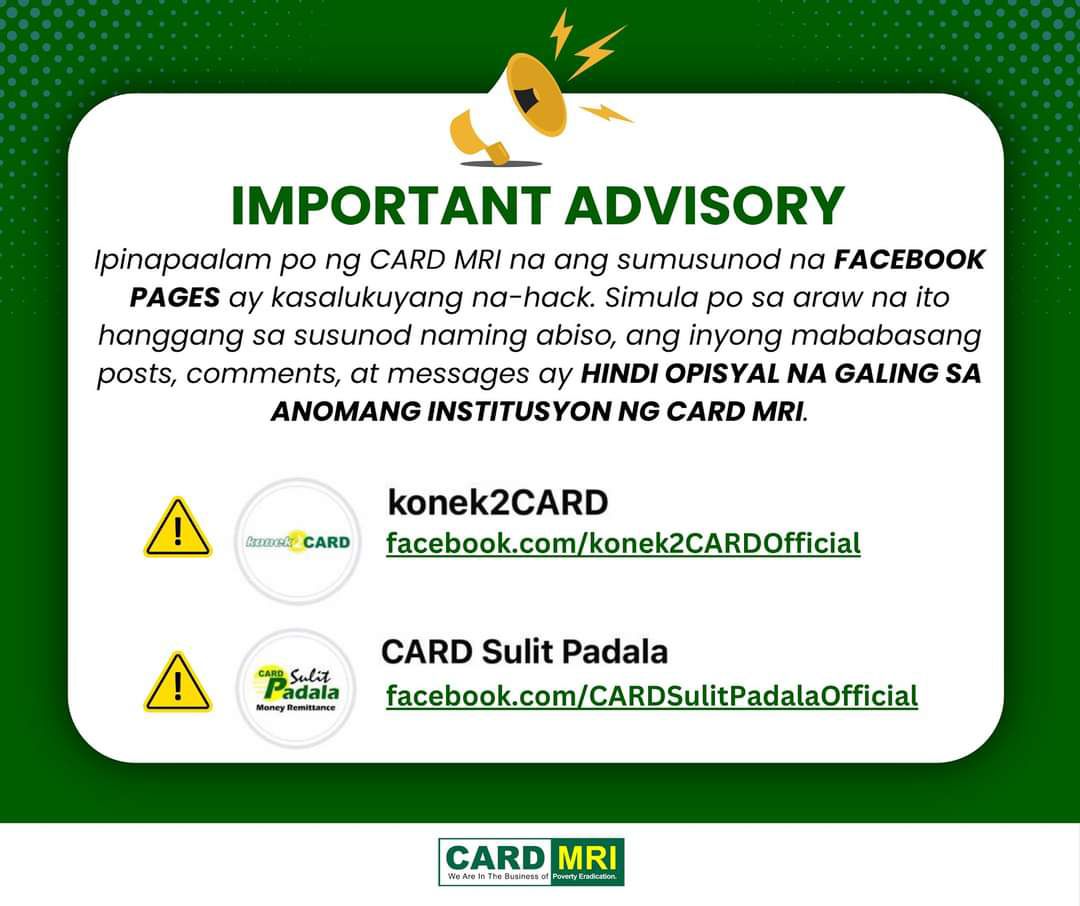 IMPORTANT ADVISORY
Ipinapaalam po ng CARD MRI na ang sumusunod na FACEBOOK
PAGES ay kasalukuyang na-hack. Simula po sa araw na ito
hanggang sa susunod naming abiso, ang inyong mababasang
posts, comments, at messages ay HINDI OPISYAL NA GALING SA
ANOMANG INSTITUSYON NG CARD MRI.
konek2CARD
konek2CARD
facebook.com/konek2CARDOfficial
CARD Sulit
Padala
Money Remittance
CARD Sulit Padala
facebook.com/CARDSulitPadalaOfficial
CARD MRI
We Are In The Business of Poverty Eradication.